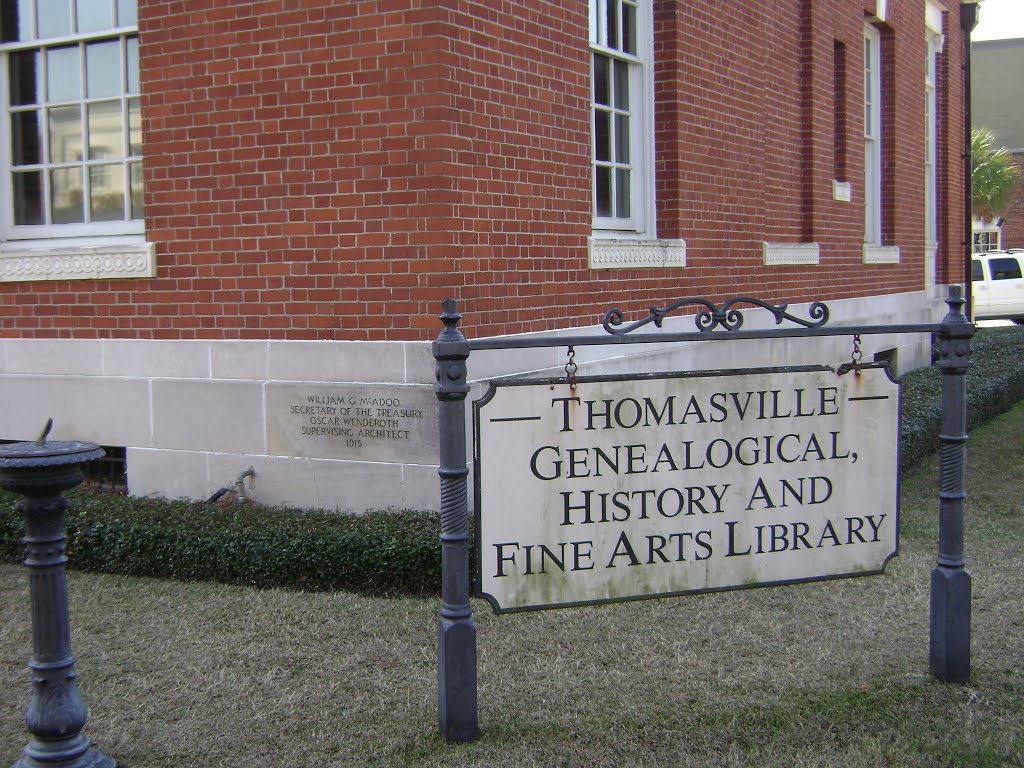 WILLIAM G McADOO
SECRETARY OF THE TREASURY
OSCAR WENDEROTH
SUPERVISING ARCHITECT
1915
— THOMASVILLE —
GENEALOGICAL,
HISTORY AND
FINE ARTS LIBRARY